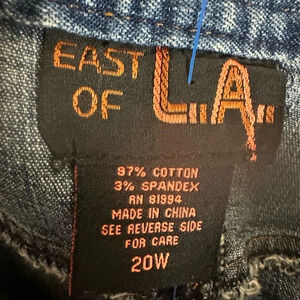 EAST
OF L.A.
97% COTTON
3% SPANDEX
RN 81994
MADE IN CHINA
SEE REVERSE SIDE
FOR CARE
20W